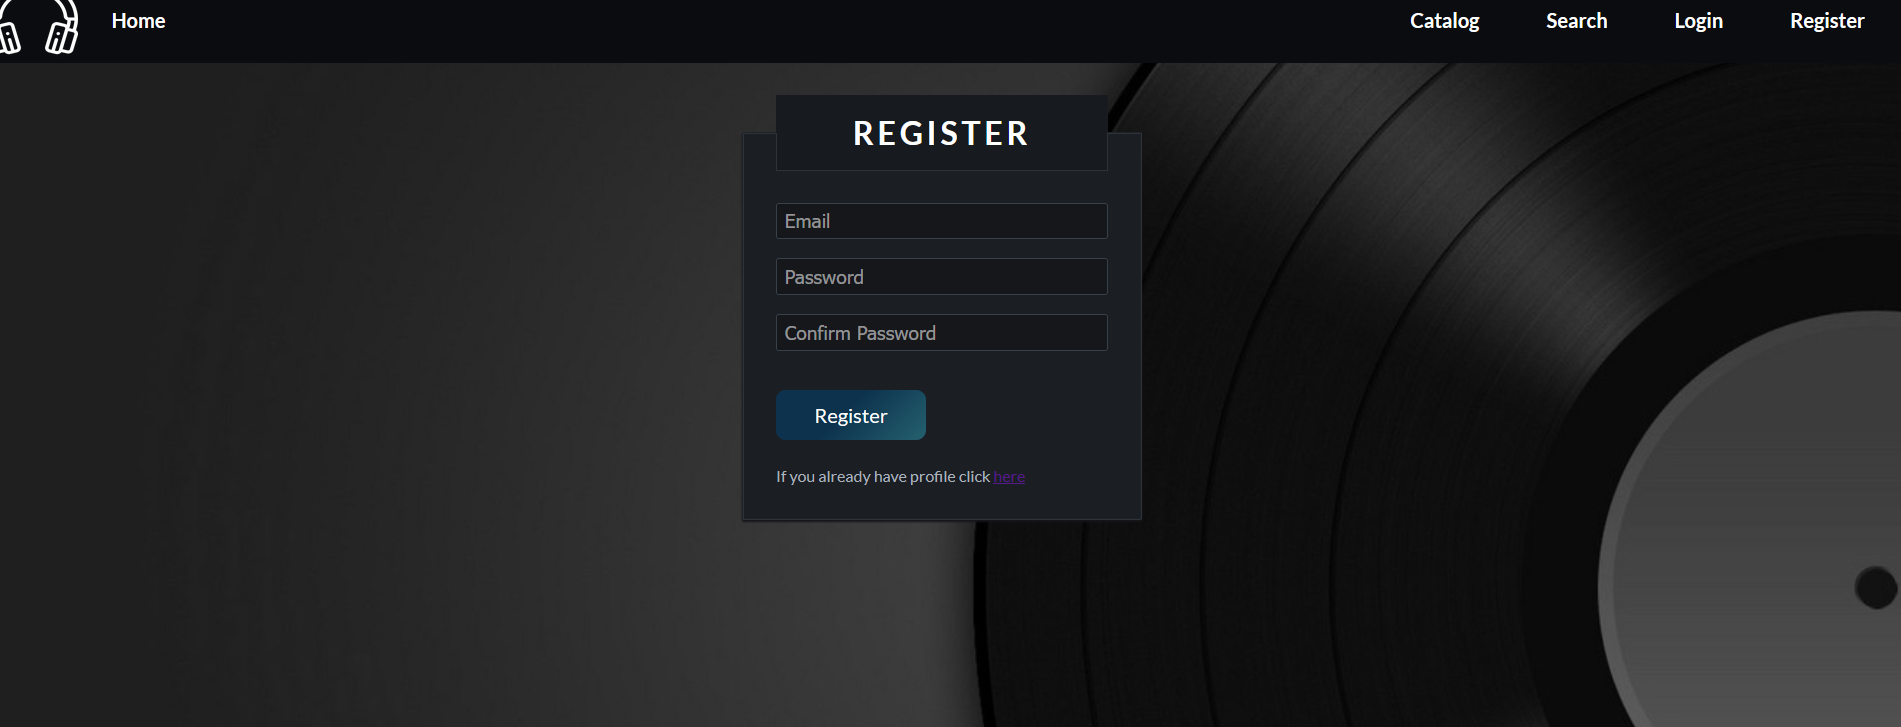 Home
Catalog
Search
Login
Register
REGISTER
Email
Password
Confirm Password
Register
If you already have profile click here